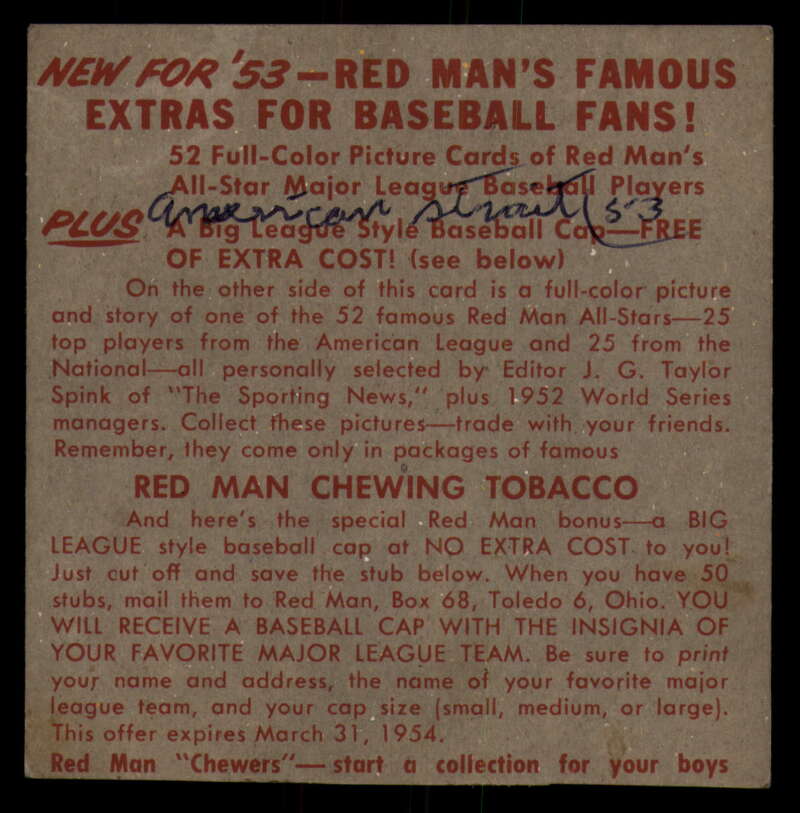 NEW FOR '53—RED MAN'S FAMOUS
EXTRAS FOR BASEBALL FANS!
52 Full-Color Picture Cards of Red Man's
All-Star Major League Baseball Players
American 53
PLUS A Big League Style Baseball Cap—FREE
OF EXTRA COST! (see below)
On the other side of this card is a full-color picture
and story of one of the 52 famous Red Man All-Stars—25
top players from the American League and 25 from the
National—all personally selected by Editor J. G. Taylor
Spink of "The Sporting News," plus 1952 World Series
managers. Collect these pictures—trade with your friends.
Remember, they come only in packages of famous
RED MAN CHEWING TOBACCO
And here's the special Red Man bonus—a BIG
LEAGUE style baseball cap at NO EXTRA COST to you!
Just cut off and save the stub below. When you have 50
stubs, mail them to Red Man, Box 68, Toledo 6, Ohio. YOU
WILL RECEIVE A BASEBALL CAP WITH THE INSIGNIA OF
YOUR FAVORITE MAJOR LEAGUE TEAM. Be sure to print
your name and address, the name of your favorite major
league team, and your cap size (small, medium, or large).
This offer expires March 31, 1954.
Red Man "Chewers"—start a collection for your boys